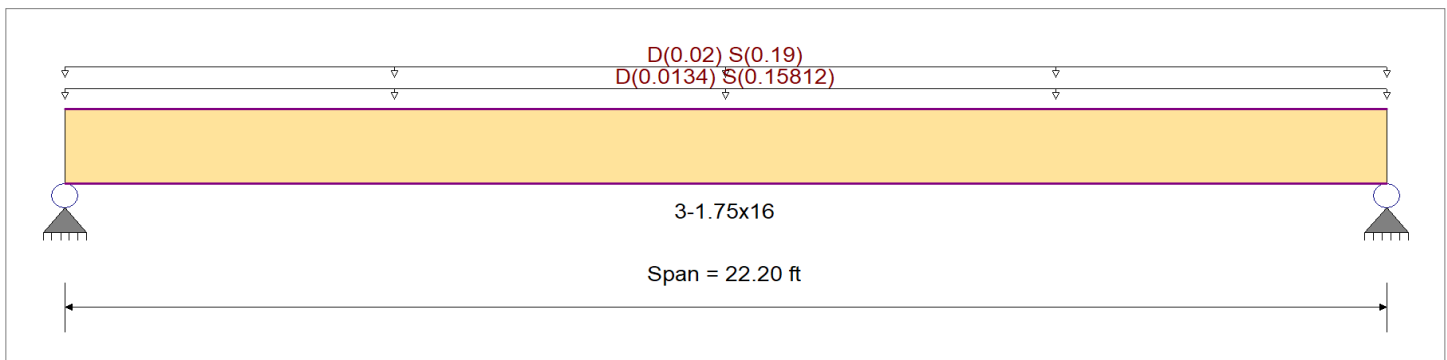 D(0.02) S(0.19)
D(0.0134) S(0.15812)
3-1.75x16
Span = 22.20 ft